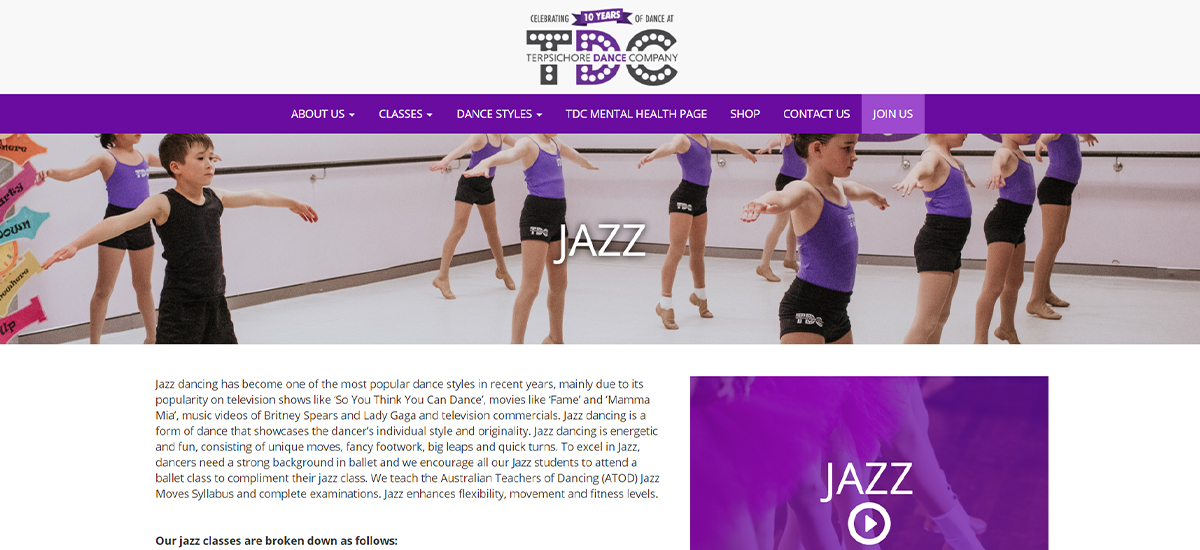 CELEBRATING 10 YEARS OF DANCE AT
TDC
TERPSICHORE DANCE COMPANY
ABOUT US CLASSES DANCE STYLES TDC MENTAL HEALTH PAGE SHOP CONTACT US JOIN US
TDC
TDC
TDC
JAZZ
Jazz dancing has become one of the most popular dance styles in recent years, mainly due to its
popularity on television shows like ‘So You Think You Can Dance’, movies like ‘Fame’ and ‘Mamma
Mia’, music videos of Britney Spears and Lady Gaga and television commercials. Jazz dancing is a
form of dance that showcases the dancer’s individual style and originality. Jazz dancing is energetic
and fun, consisting of unique moves, fancy footwork, big leaps and quick turns. To excel in Jazz,
dancers need a strong background in ballet and we encourage all our Jazz students to attend a
ballet class to compliment their jazz class. We teach the Australian Teachers of Dancing (ATOD) Jazz
Moves Syllabus and complete examinations. Jazz enhances flexibility, movement and fitness levels.
Our jazz classes are broken down as follows:
JAZZ